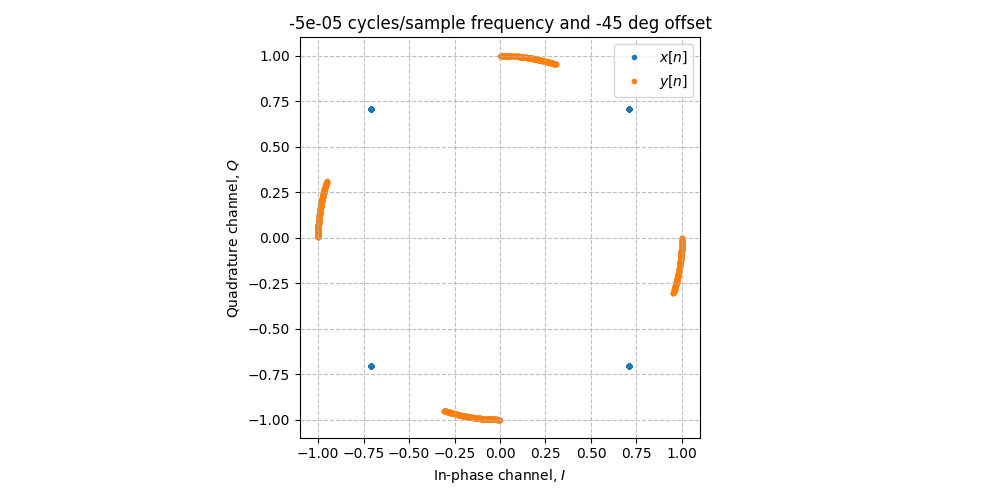 -5e-05 cycles/sample frequency and -45 deg offset
x[n]
y[n]
Quadrature channel, Q
1.00
0.75
0.50
0.25
0.00
−0.25
−0.50
−0.75
−1.00
−1.00 −0.75 −0.50 −0.25 0.00 0.25 0.50 0.75 1.00
In-phase channel, I